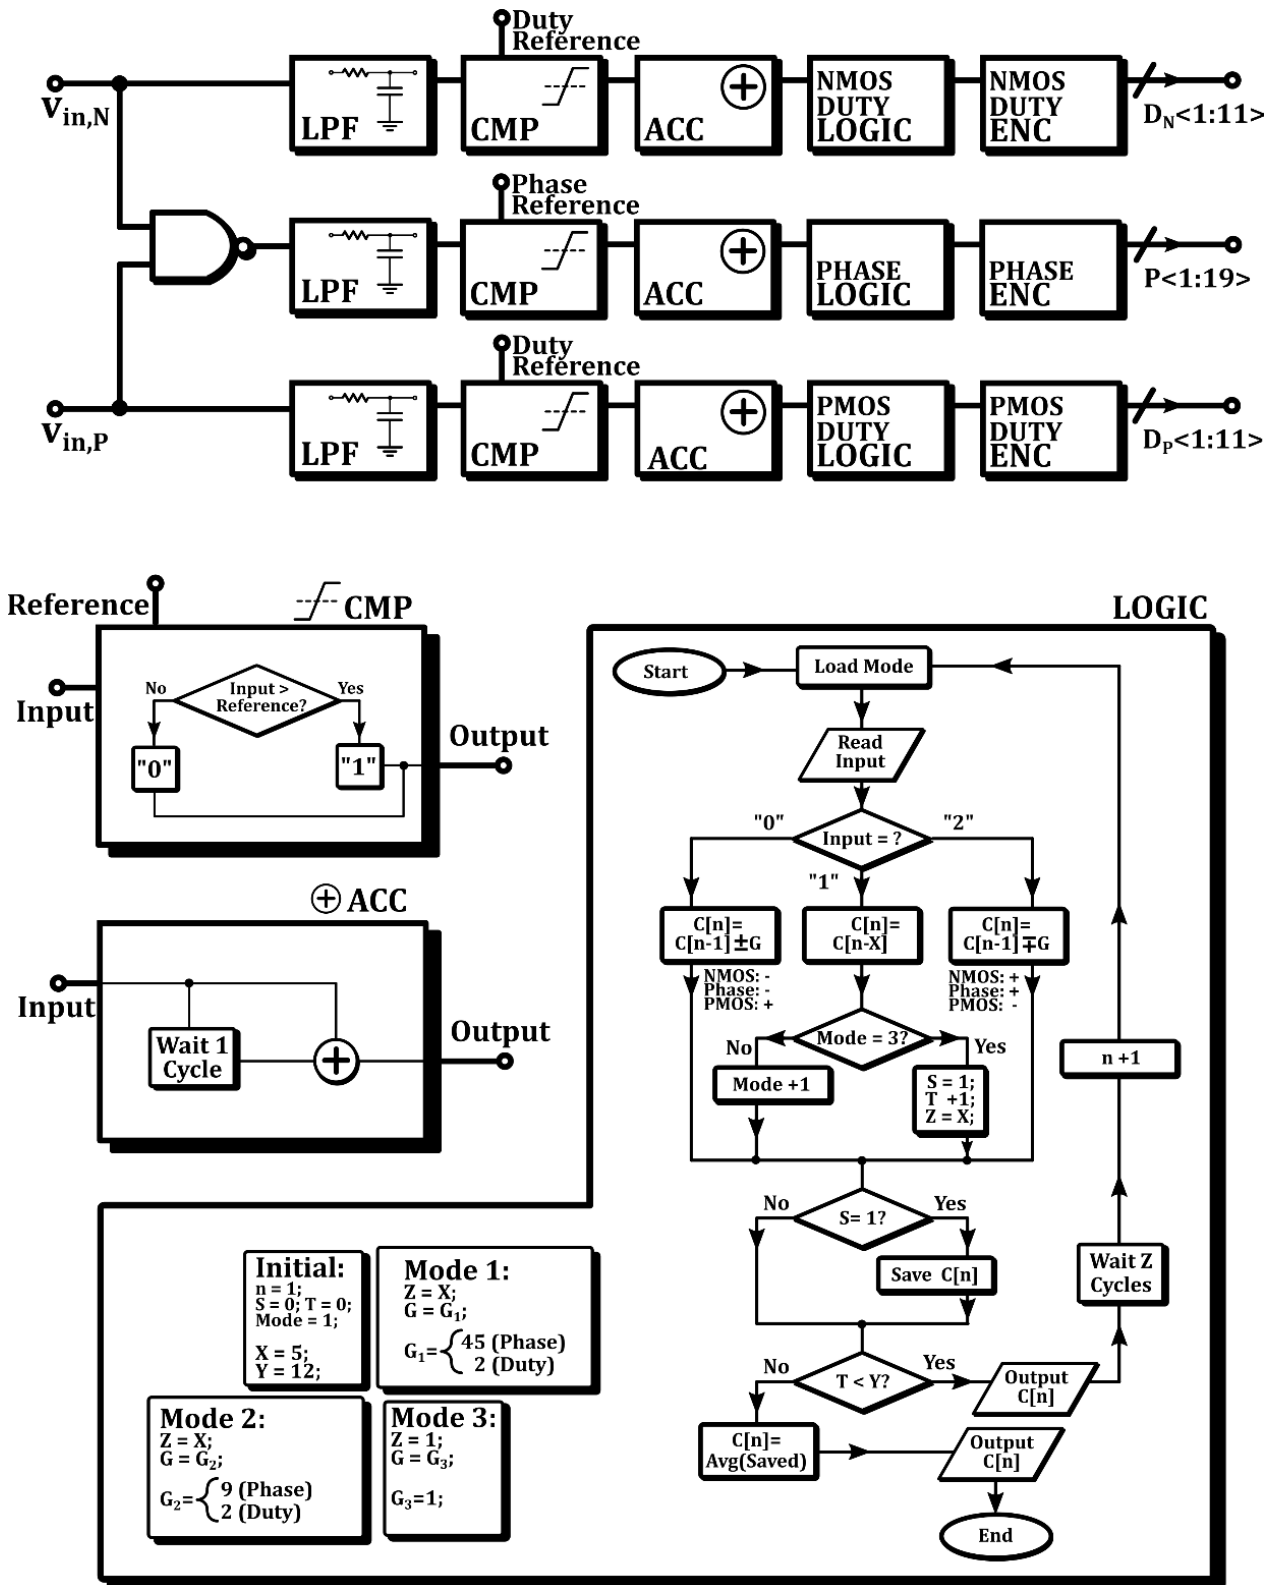 Duty
Reference
V_in,N
LPF
CMP
ACC
NMOS
DUTY
LOGIC
NMOS
DUTY
ENC
D_N<1:11>
Phase
Reference
LPF
CMP
ACC
PHASE
LOGIC
PHASE
ENC
P<1:19>
Duty
Reference
V_in,P
LPF
CMP
ACC
PMOS
DUTY
LOGIC
PMOS
DUTY
ENC
D_P<1:11>
Reference
CMP
Input
No
Input >
Reference?
Yes
"0"
"1"
Output
ACC
Input
Wait 1
Cycle
Output
LOGIC
Start
Load Mode
Read
Input
"0"
Input = ?
"2"
"1"
C[n]=
C[n-1]±G
C[n]=
C[n-X]
C[n]=
C[n-1]∓G
NMOS: -
Phase: -
PMOS: +
NMOS: +
Phase: +
PMOS: -
No
Mode = 3?
Yes
Mode +1
S = 1;
T +1;
Z = X;
n +1
No
S= 1?
Yes
Save C[n]
Wait Z
Cycles
No
T < Y?
Yes
Output
C[n]
C[n]=
Avg(Saved)
Output
C[n]
End
Initial:
n = 1;
S = 0; T = 0;
Mode = 1;
X = 5;
Y = 12;
Mode 1:
Z = X;
G = G₁;
G₁= { 45 (Phase)
2 (Duty)
Mode 2:
Z = X;
G = G₂;
G₂= { 9 (Phase)
2 (Duty)
Mode 3:
Z = 1;
G = G₃;
G₃=1;